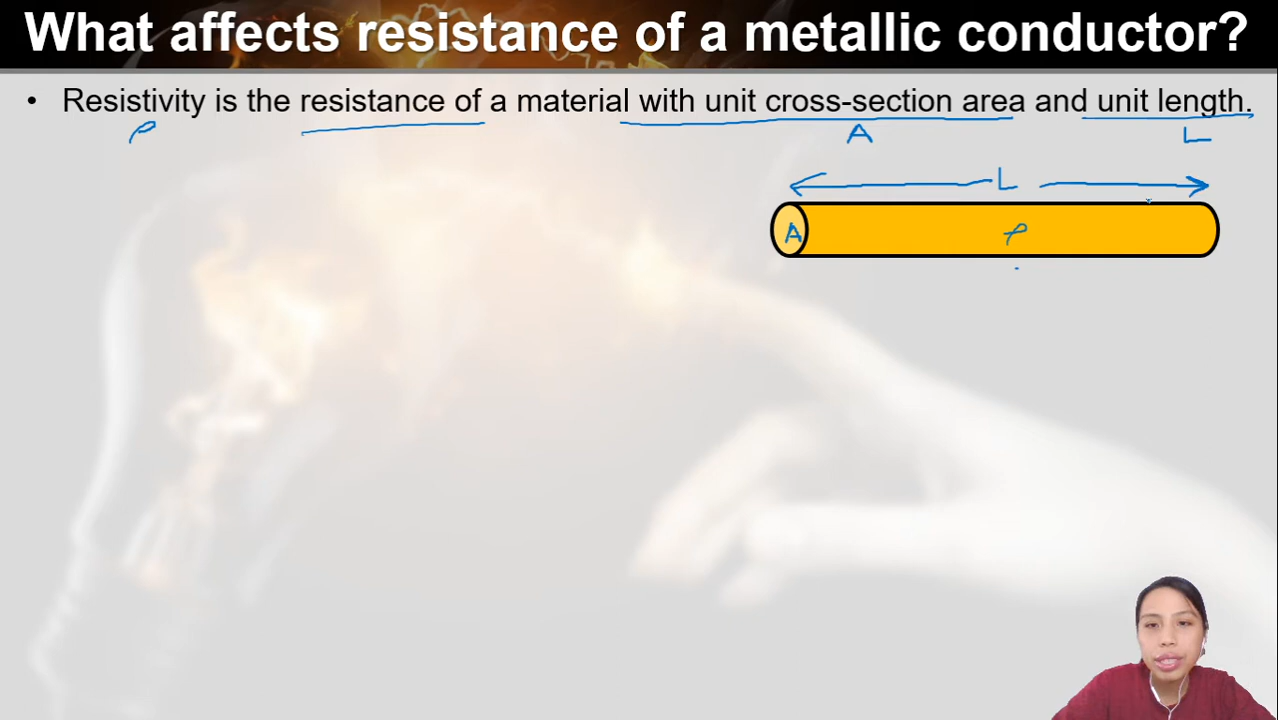 What affects resistance of a metallic conductor?
• Resistivity is the resistance of a material with unit cross-section area and unit length.
ρ A L
L
A ρ